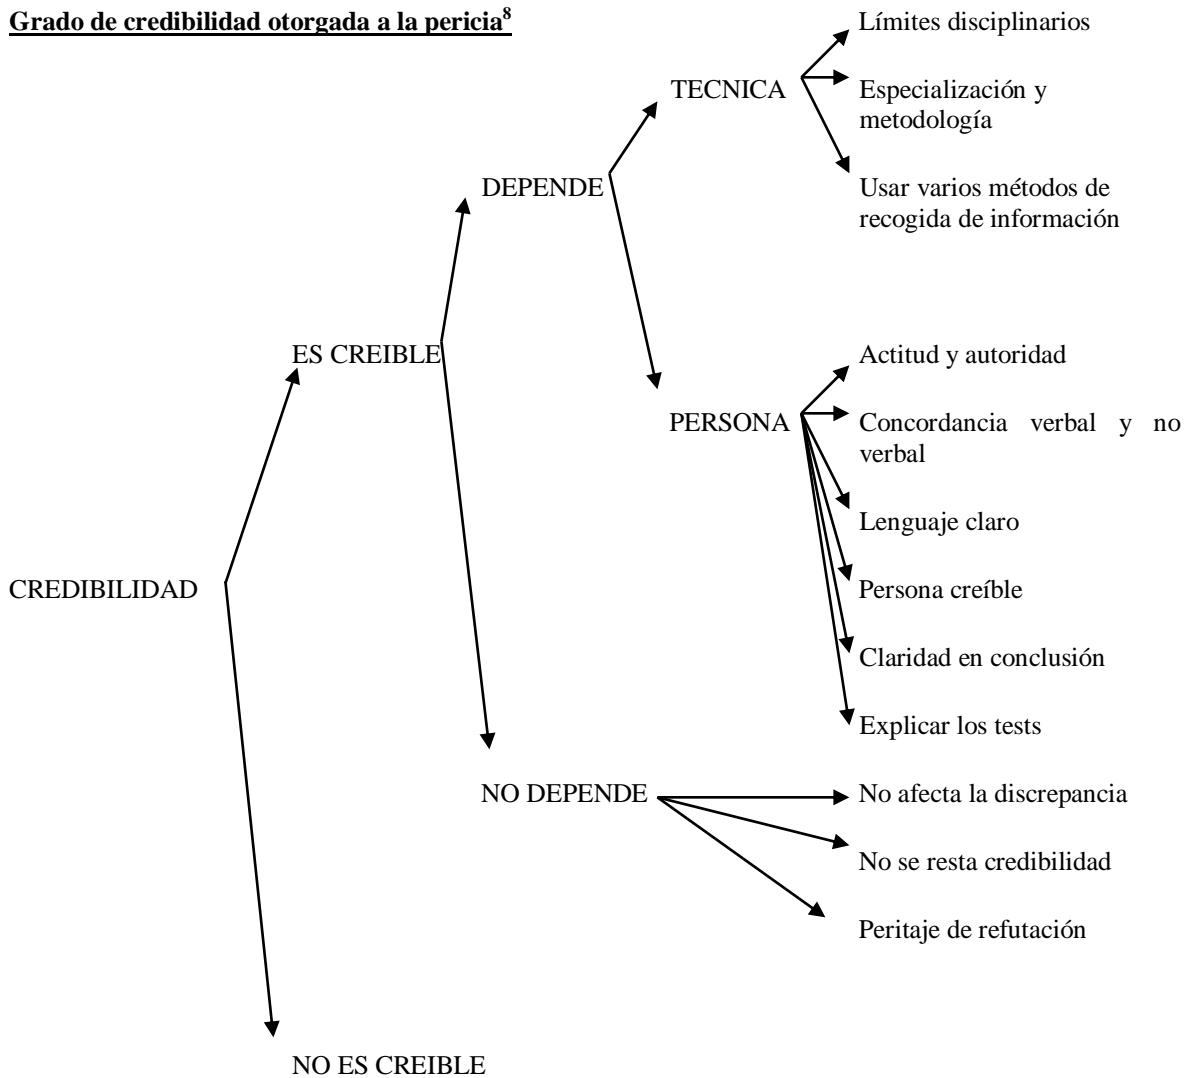 Grado de credibilidad otorgada a la pericia8
Límites disciplinarios
TECNICA
Especialización y
metodología
DEPENDE
Usar varios métodos de
recogida de información
ES CREIBLE
Actitud y autoridad
PERSONA
Concordancia verbal y no
verbal
Lenguaje claro
CREDIBILIDAD
Persona creíble
Claridad en conclusión
Explicar los tests
NO DEPENDE
No afecta la discrepancia
No se resta credibilidad
Peritaje de refutación
NO ES CREIBLE